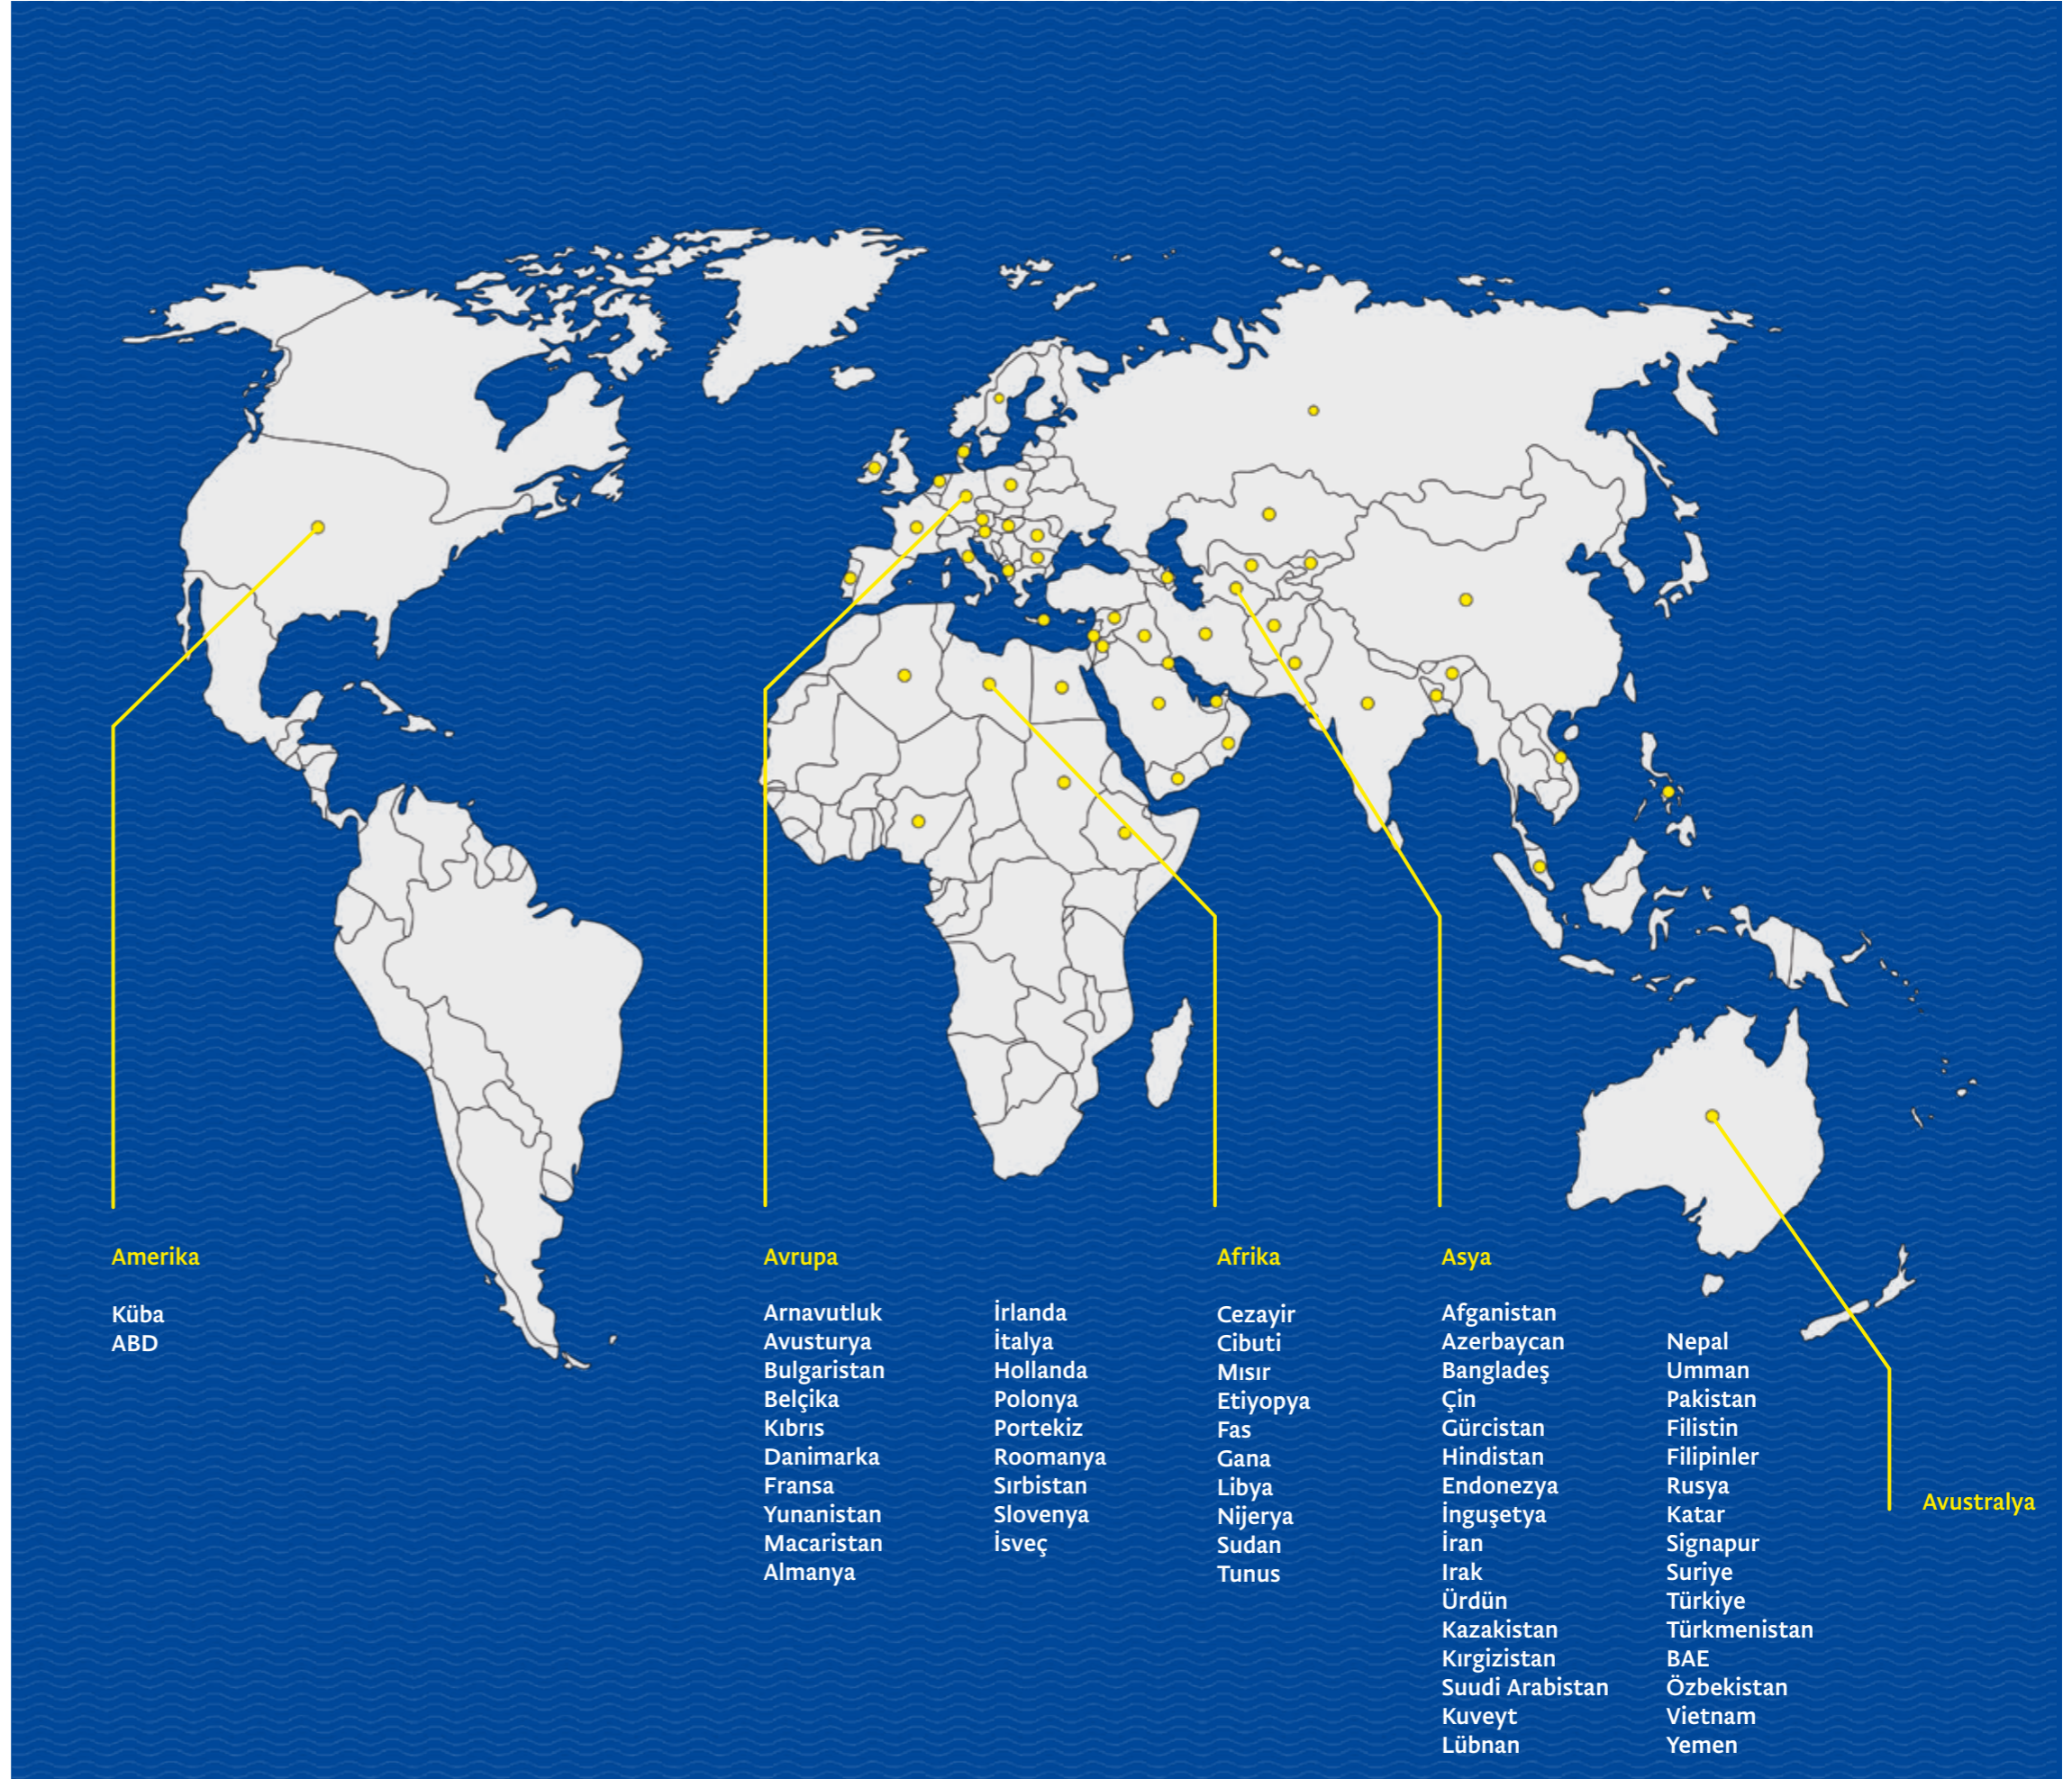 Amerika
Küba
ABD
Avrupa
Arnavutluk
Avusturya
Bulgaristan
Belçika
Kıbrıs
Danimarka
Fransa
Yunanistan
Macaristan
Almanya
İrlanda
İtalya
Hollanda
Polonya
Portekiz
Roomanya
Sırbistan
Slovenya
İsveç
Afrika
Cezayir
Cibuti
Mısır
Etiyopya
Fas
Gana
Libya
Nijerya
Sudan
Tunus
Asya
Afganistan
Azerbaycan
Bangladeş
Çin
Gürcistan
Hindistan
Endonezya
İnguşetya
İran
Irak
Ürdün
Kazakistan
Kırgizistan
Suudi Arabistan
Kuveyt
Lübnan
Nepal
Umman
Pakistan
Filistin
Filipinler
Rusya
Katar
Signapur
Suriye
Türkiye
Türkmenistan
BAE
Özbekistan
Vietnam
Yemen
Avustralya